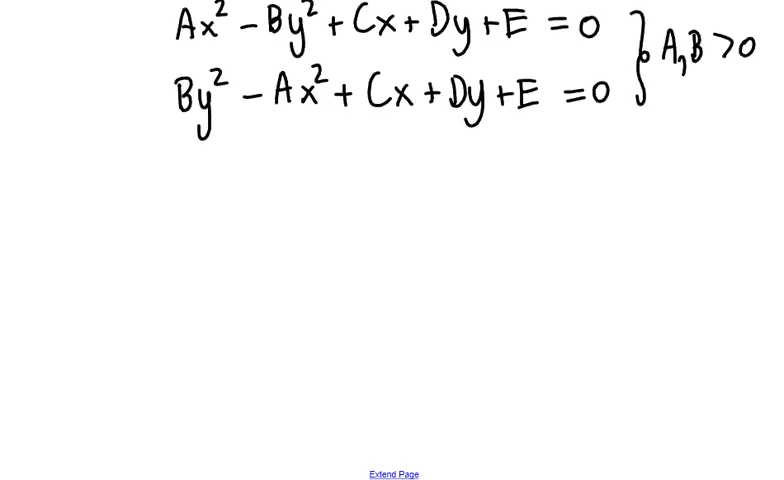 Ax² − By² + Cx + Dy + E = 0 } A, B > 0
By² − Ax² + Cx + Dy + E = 0
Extend Page